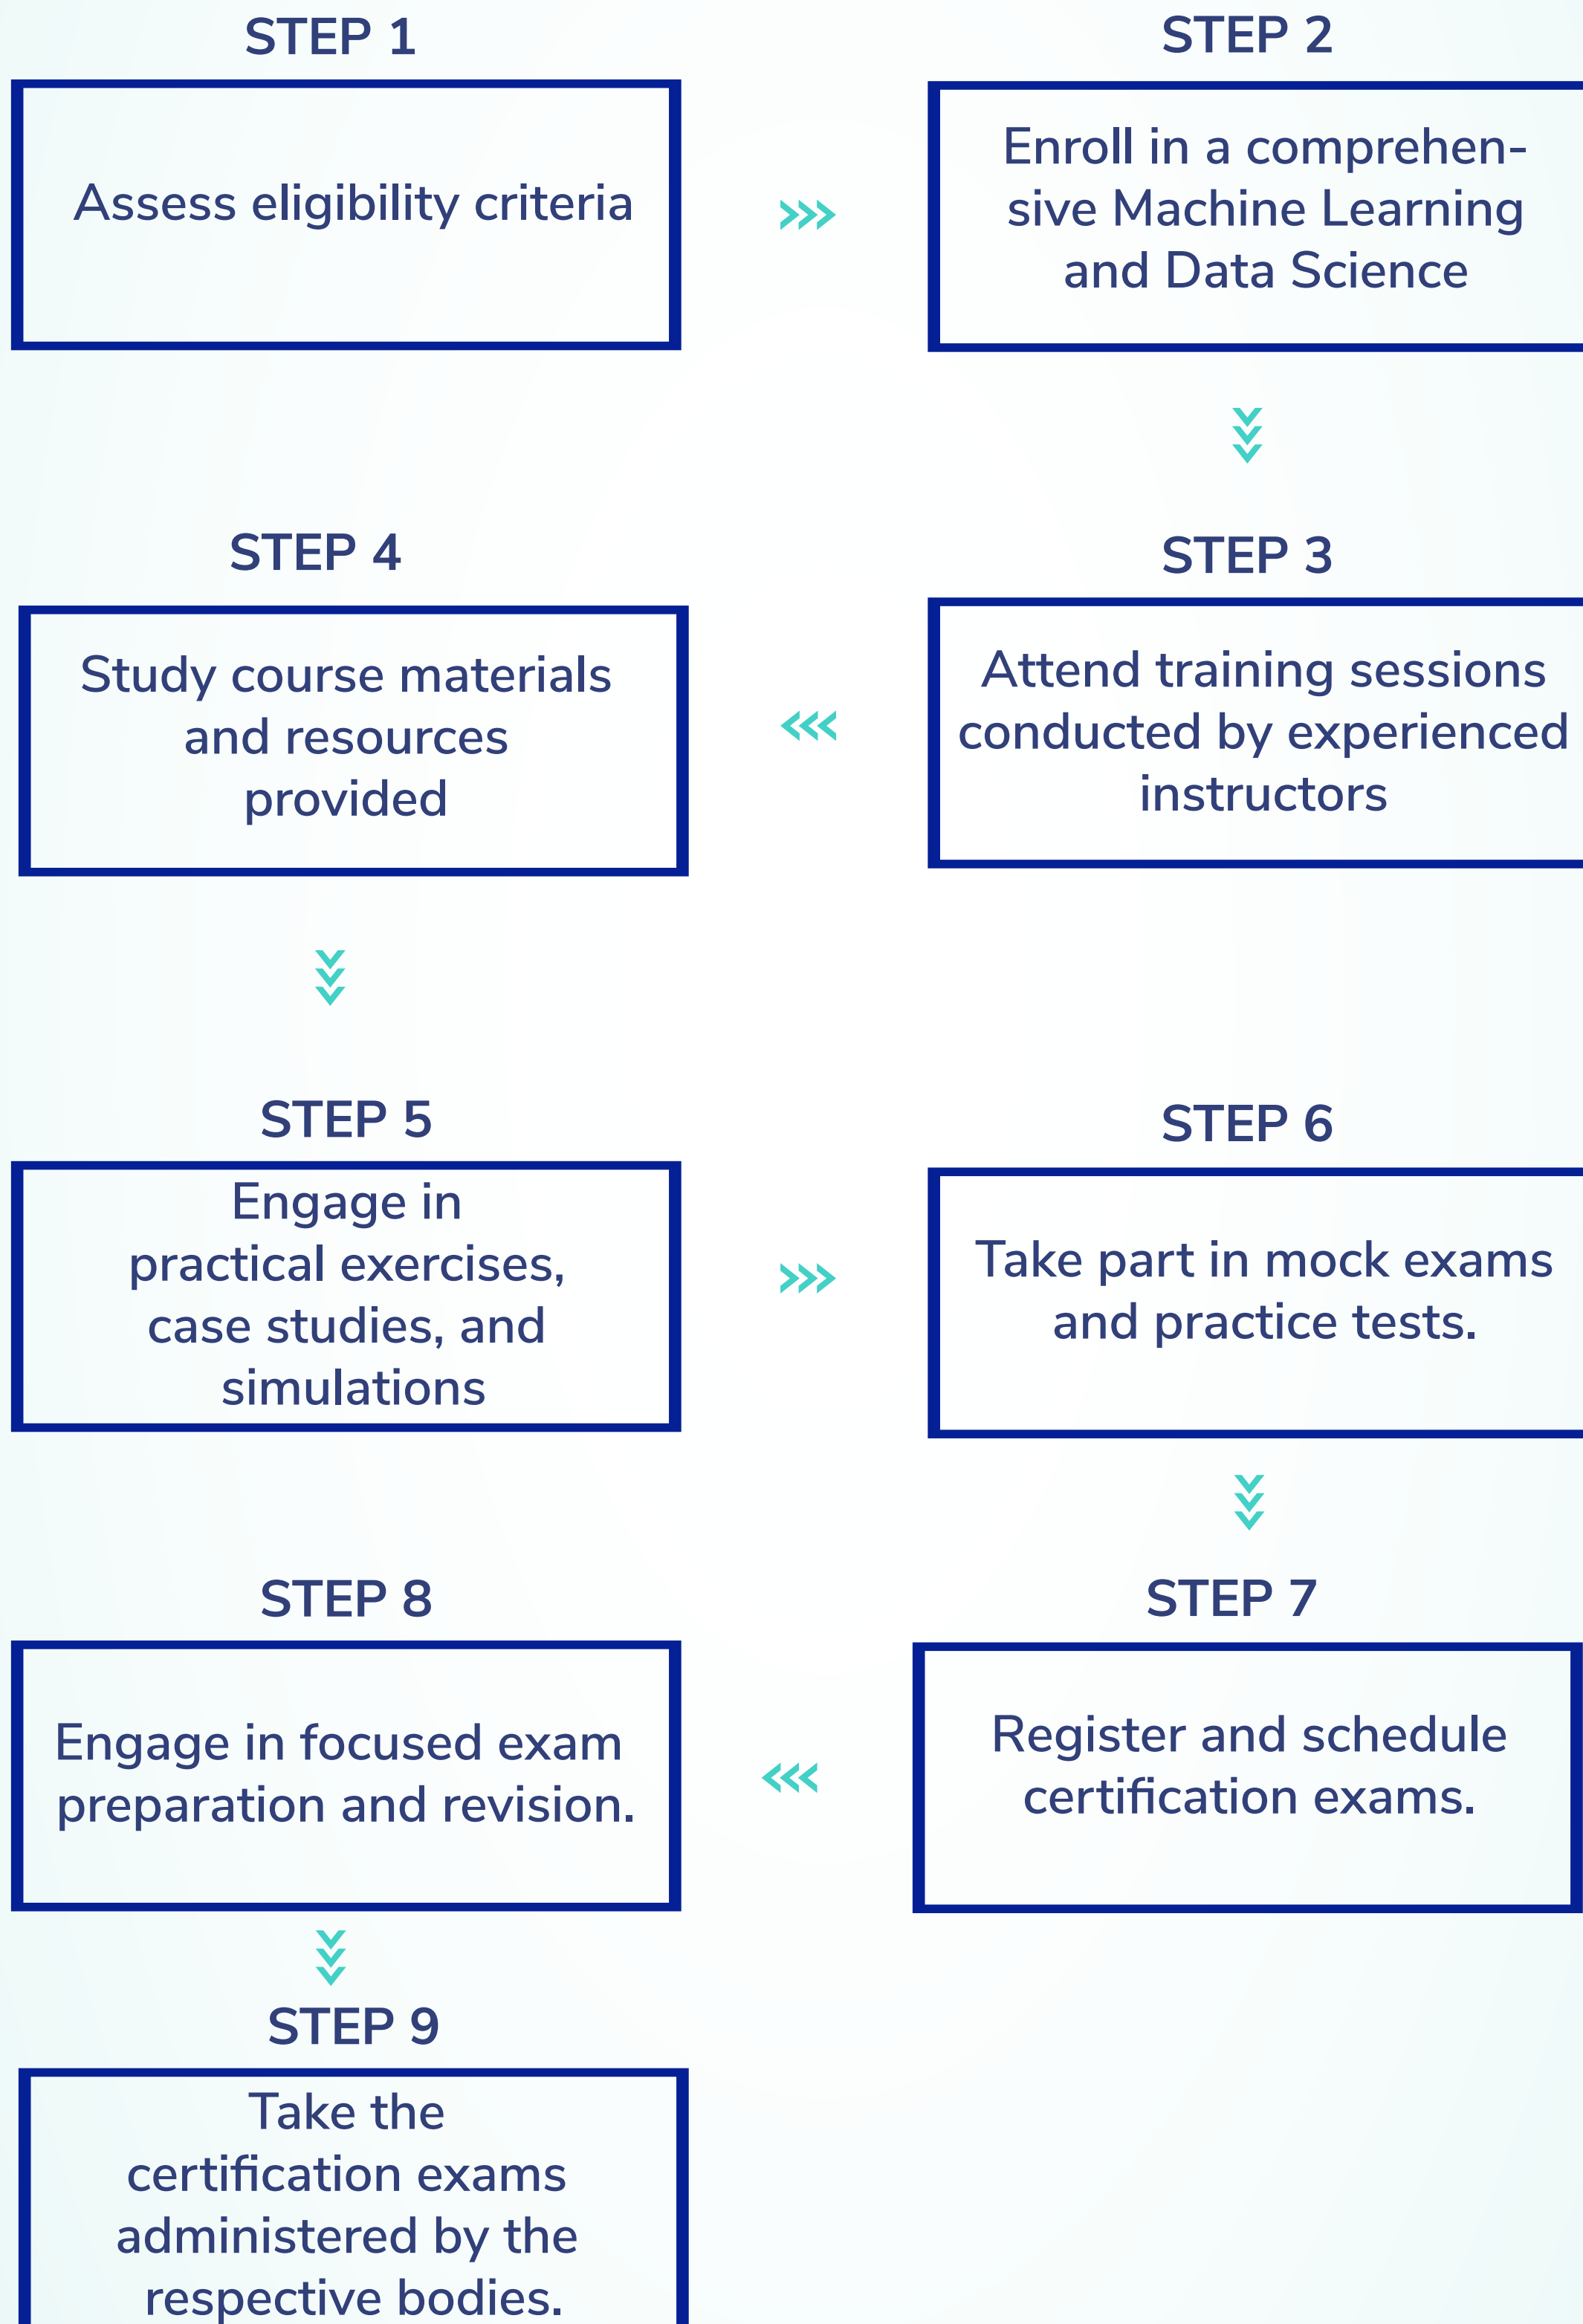 STEP 1
Assess eligibility criteria
STEP 2
Enroll in a comprehen-
sive Machine Learning
and Data Science
STEP 3
Attend training sessions
conducted by experienced
instructors
STEP 4
Study course materials
and resources
provided
STEP 5
Engage in
practical exercises,
case studies, and
simulations
STEP 6
Take part in mock exams
and practice tests.
STEP 7
Register and schedule
certification exams.
STEP 8
Engage in focused exam
preparation and revision.
STEP 9
Take the
certification exams
administered by the
respective bodies.